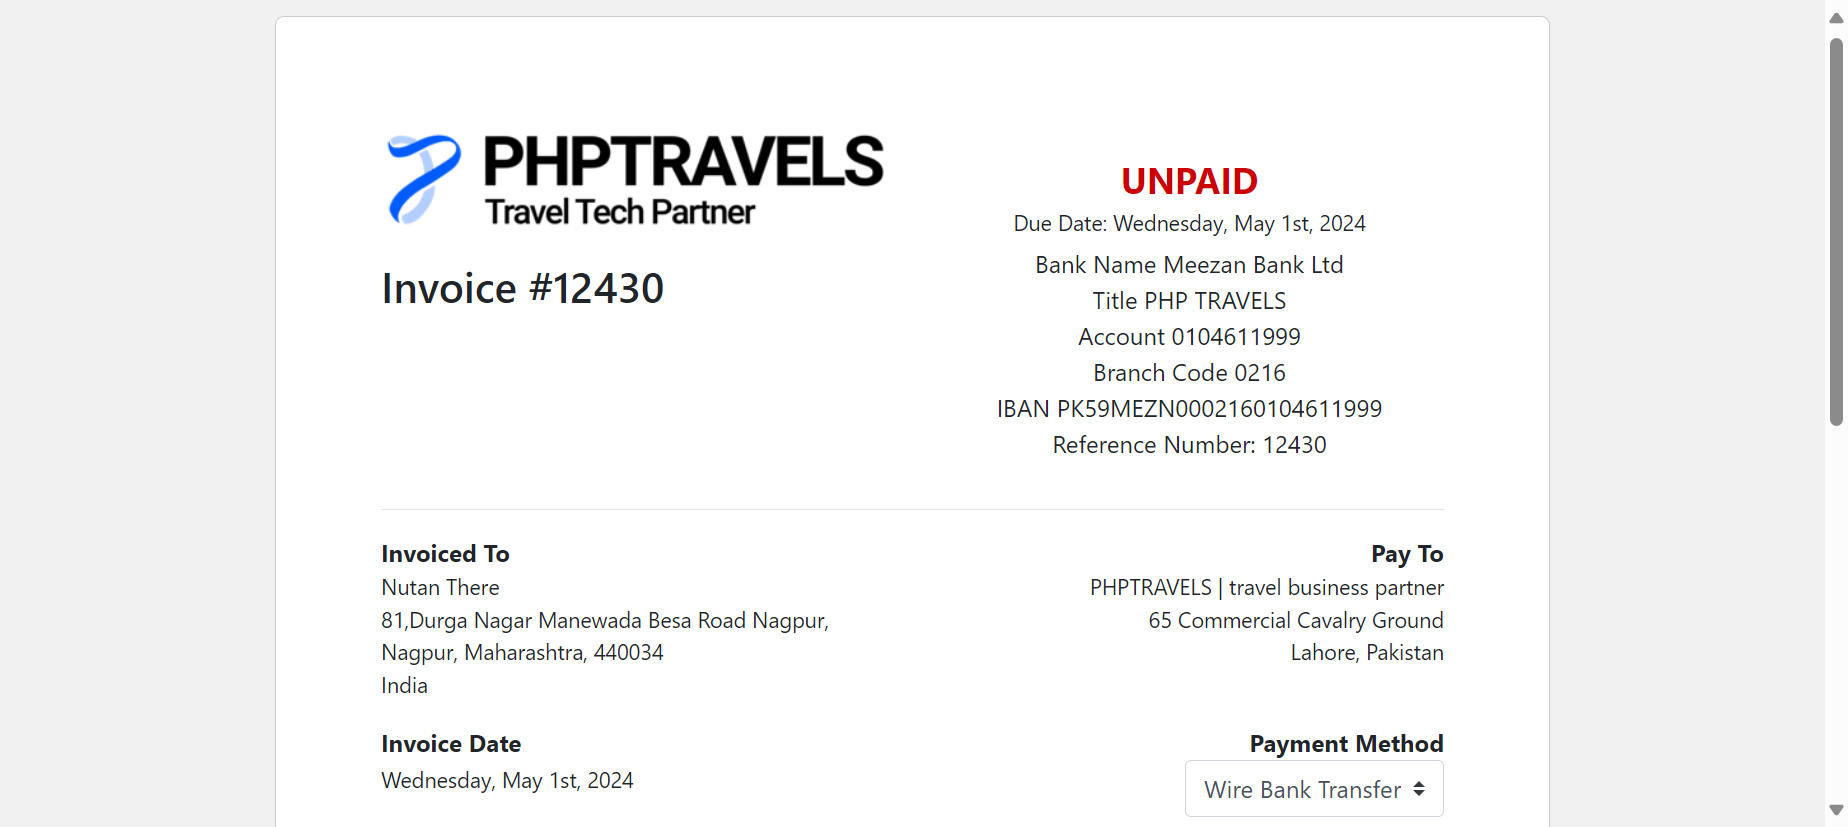 PHPTRAVELS
Travel Tech Partner
Invoice #12430
UNPAID
Due Date: Wednesday, May 1st, 2024
Bank Name Meezan Bank Ltd
Title PHP TRAVELS
Account 0104611999
Branch Code 0216
IBAN PK59MEZN0002160104611999
Reference Number: 12430
Invoiced To
Nutan There
81,Durga Nagar Manewada Besa Road Nagpur,
Nagpur, Maharashtra, 440034
India
Pay To
PHPTRAVELS | travel business partner
65 Commercial Cavalry Ground
Lahore, Pakistan
Invoice Date
Wednesday, May 1st, 2024
Payment Method
Wire Bank Transfer